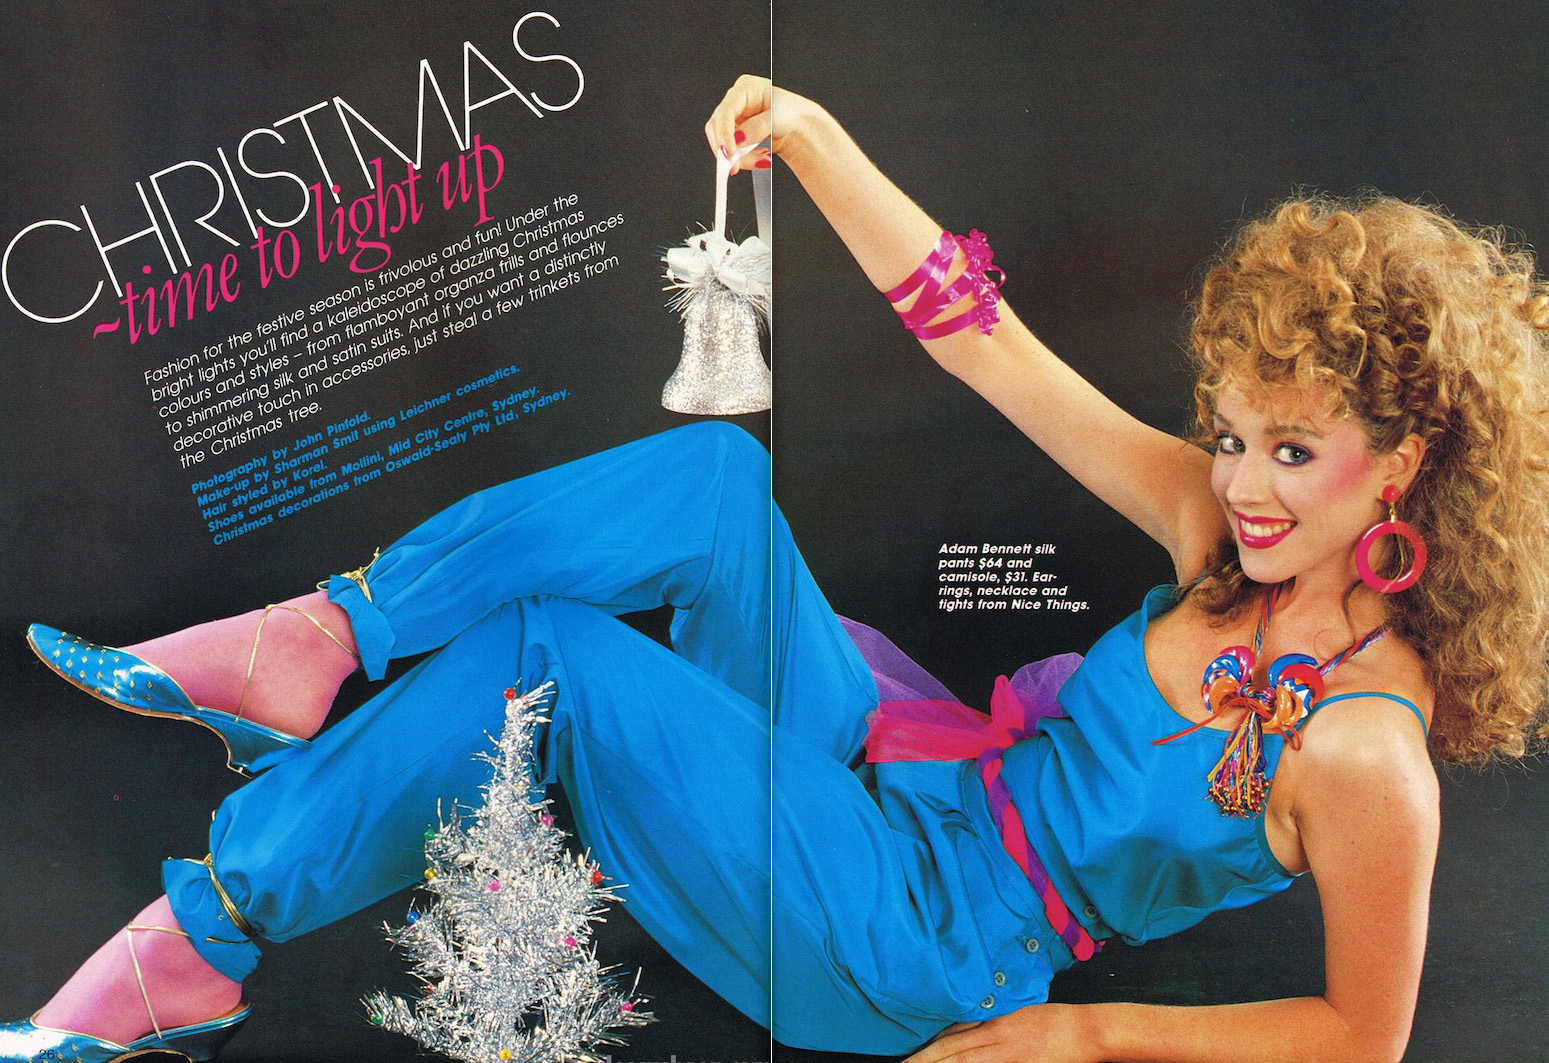 CHRISTMAS
~time to light up
Fashion for the festive season is frivolous and fun! Under the
bright lights you'll find a kaleidoscope of dazzling Christmas
colours and styles – from flamboyant organza frills and flounces
to shimmering silk and satin suits. And if you want a distinctly
decorative touch in accessories, just steal a few trinkets from
the Christmas tree.
Photography by John Pinfold.
Make-up by Sharman Smit using Leichner cosmetics.
Hair styled by Korel.
Shoes available from Mollini, Mid City Centre, Sydney.
Christmas decorations from Oswald-Sealy Pty Ltd, Sydney.
Adam Bennett silk
pants $64 and
camisole, $31. Ear-
rings, necklace and
tights from Nice Things.
26